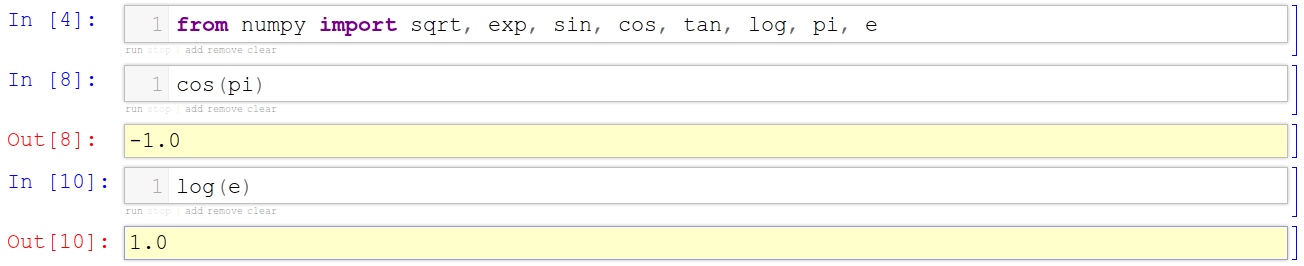 In [4]: 1 from numpy import sqrt, exp, sin, cos, tan, log, pi, e
run stop | add remove clear
In [8]: 1 cos(pi)
run stop | add remove clear
Out[8]: -1.0
In [10]: 1 log(e)
run stop | add remove clear
Out[10]: 1.0